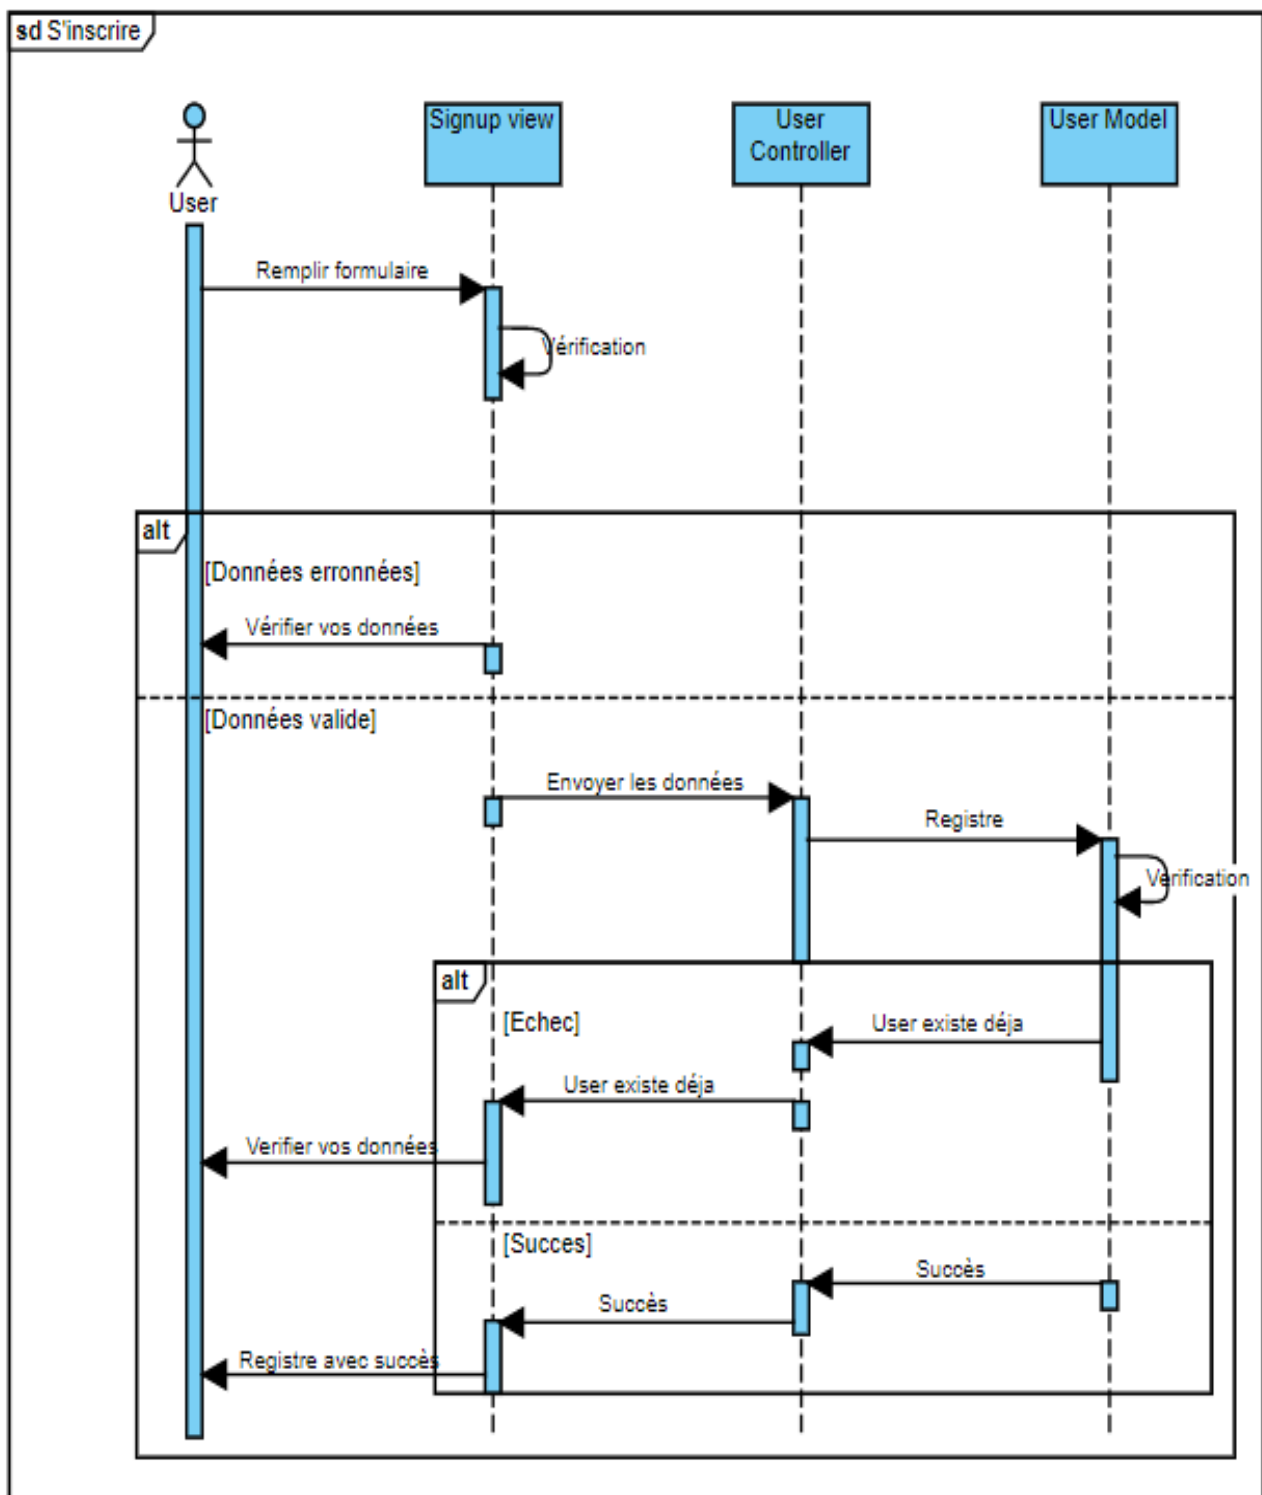 sd S'inscrire
Signup view
User
Controller
User Model
User
Remplir formulaire
Vérification
alt
[Données erronnées]
Vérifier vos données
[Données valide]
Envoyer les données
Registre
Vérification
alt
[Echec]
User existe déja
User existe déja
Verifier vos données
[Succes]
Succès
Succès
Registre avec succès